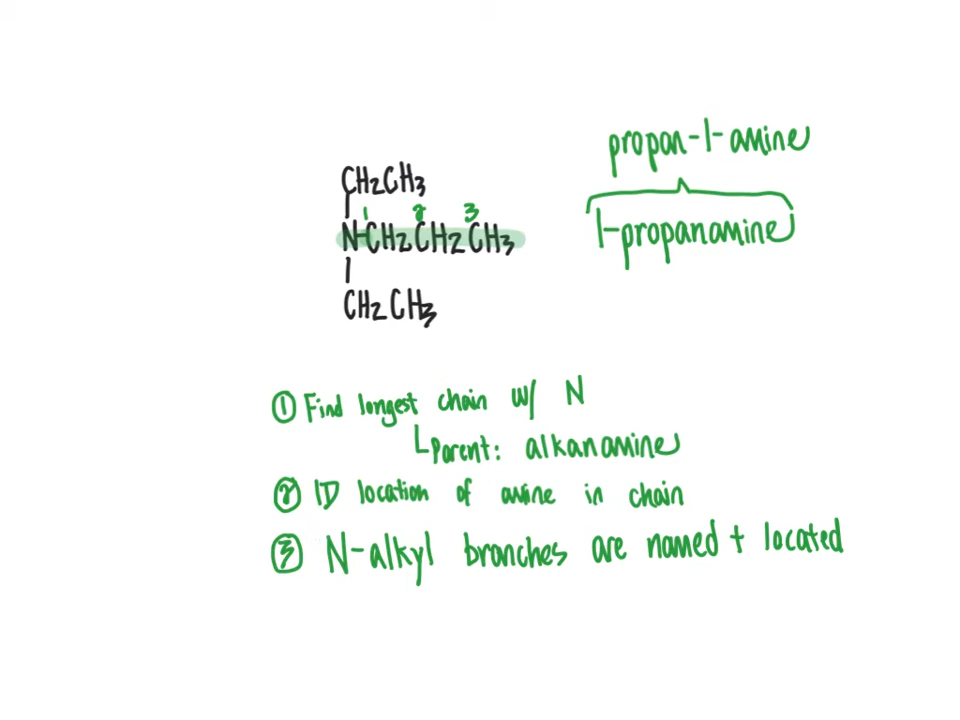 propan-1-amine
CH2CH3
1 2 3
N-CH2CH2CH3
1-propanamine
CH2CH3
① Find longest chain w/ N
Parent: alkanamine
② ID location of amine in chain
③ N-alkyl branches are named + located